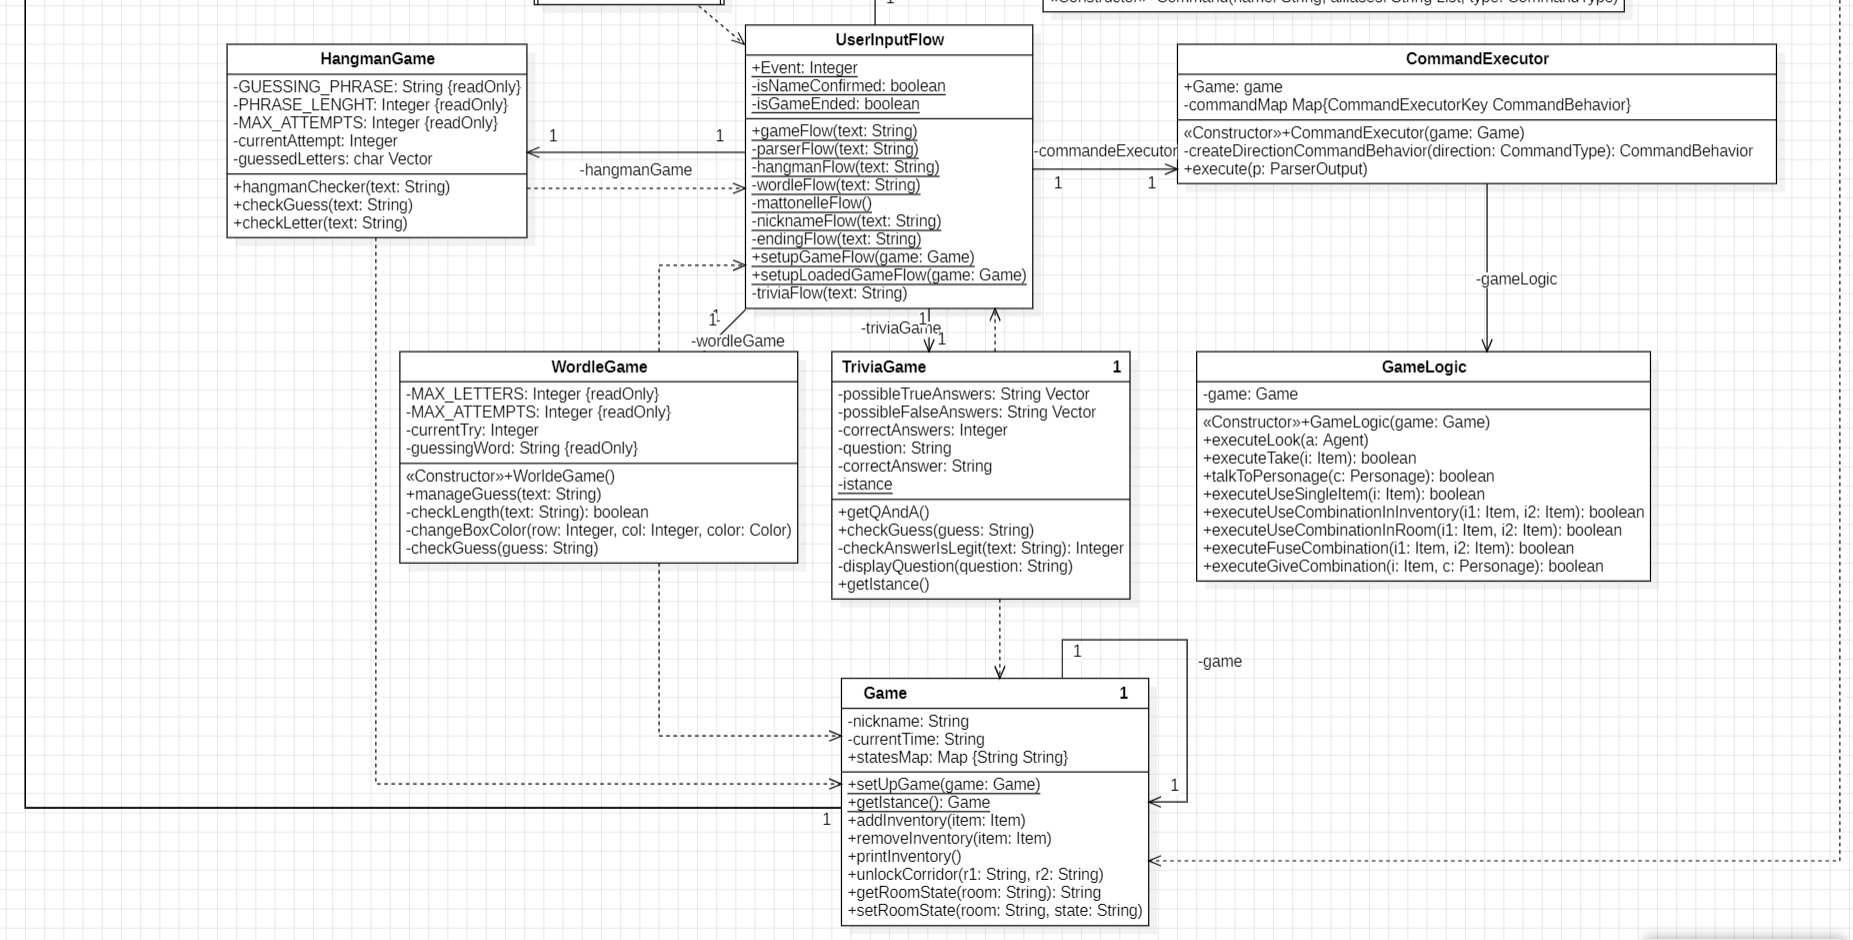 1
«Constructor»+Command(name: String, alliases: String List, type: CommandType)
HangmanGame
-GUESSING_PHRASE: String {readOnly}
-PHRASE_LENGHT: Integer {readOnly}
-MAX_ATTEMPTS: Integer {readOnly}
-currentAttempt: Integer
-guessedLetters: char Vector
+hangmanChecker(text: String)
+checkGuess(text: String)
+checkLetter(text: String)
1
1
-hangmanGame
UserInputFlow
+Event: Integer
-isNameConfirmed: boolean
-isGameEnded: boolean
+gameFlow(text: String)
-parserFlow(text: String)
-hangmanFlow(text: String)
-wordleFlow(text: String)
-mattonelleFlow()
-nicknameFlow(text: String)
-endingFlow(text: String)
+setupGameFlow(game: Game)
+setupLoadedGameFlow(game: Game)
-triviaFlow(text: String)
-commandeExecutor
1
1
CommandExecutor
+Game: game
-commandMap Map{CommandExecutorKey CommandBehavior}
«Constructor»+CommandExecutor(game: Game)
-createDirectionCommandBehavior(direction: CommandType): CommandBehavior
+execute(p: ParserOutput)
-gameLogic
1
1
-wordleGame
-triviaGame
1
1
WordleGame
-MAX_LETTERS: Integer {readOnly}
-MAX_ATTEMPTS: Integer {readOnly}
-currentTry: Integer
-guessingWord: String {readOnly}
«Constructor»+WorldeGame()
+manageGuess(text: String)
-checkLength(text: String): boolean
-changeBoxColor(row: Integer, col: Integer, color: Color)
-checkGuess(guess: String)
TriviaGame 1
-possibleTrueAnswers: String Vector
-possibleFalseAnswers: String Vector
-correctAnswers: Integer
-question: String
-correctAnswer: String
-istance
+getQAndA()
+checkGuess(guess: String)
-checkAnswerIsLegit(text: String): Integer
-displayQuestion(question: String)
+getIstance()
GameLogic
-game: Game
«Constructor»+GameLogic(game: Game)
+executeLook(a: Agent)
+executeTake(i: Item): boolean
+talkToPersonage(c: Personage): boolean
+executeUseSingleItem(i: Item): boolean
+executeUseCombinationInInventory(i1: Item, i2: Item): boolean
+executeUseCombinationInRoom(i1: Item, i2: Item): boolean
+executeFuseCombination(i1: Item, i2: Item): boolean
+executeGiveCombination(i: Item, c: Personage): boolean
1
-game
1
1
Game 1
-nickname: String
-currentTime: String
+statesMap: Map {String String}
+setUpGame(game: Game)
+getIstance(): Game
+addInventory(item: Item)
+removeInventory(item: Item)
+printInventory()
+unlockCorridor(r1: String, r2: String)
+getRoomState(room: String): String
+setRoomState(room: String, state: String)